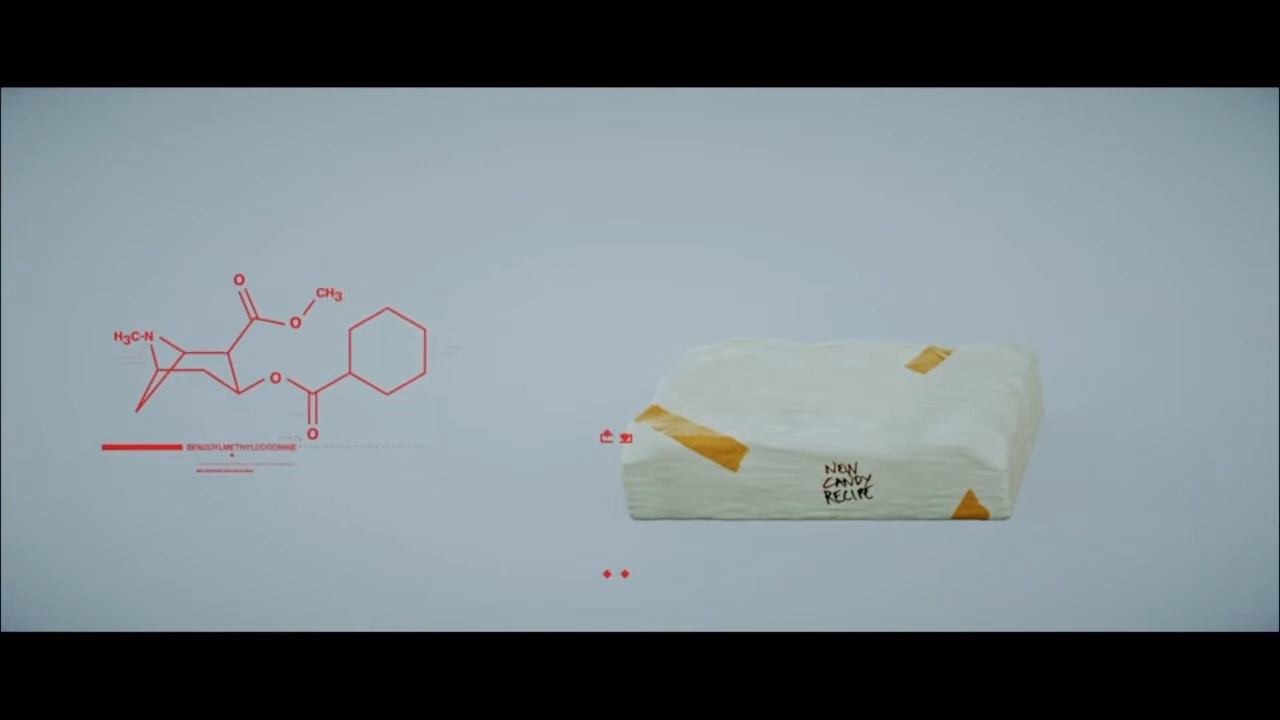 O
CH3
O
H3C-N
O
O
BENZOYLMETHYLECGONINE
NEW
CANDY
RECIPE